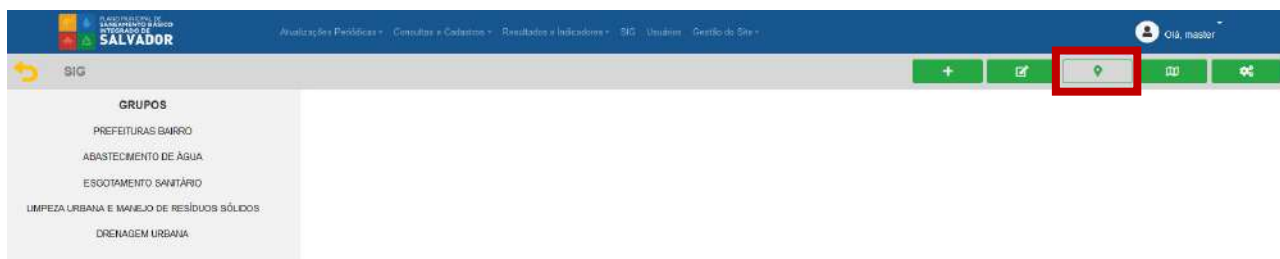 PLANO MUNICIPAL DE
SANEAMENTO BÁSICO
INTEGRADO DE
SALVADOR
Atualizações Periódicas Consultas e Cadastros Resultados e Indicadores SIG Usuários Gestão do Site
Olá, master
SIG
GRUPOS
PREFEITURAS BAIRRO
ABASTECIMENTO DE ÁGUA
ESGOTAMENTO SANITÁRIO
LIMPEZA URBANA E MANEJO DE RESÍDUOS SÓLIDOS
DRENAGEM URBANA